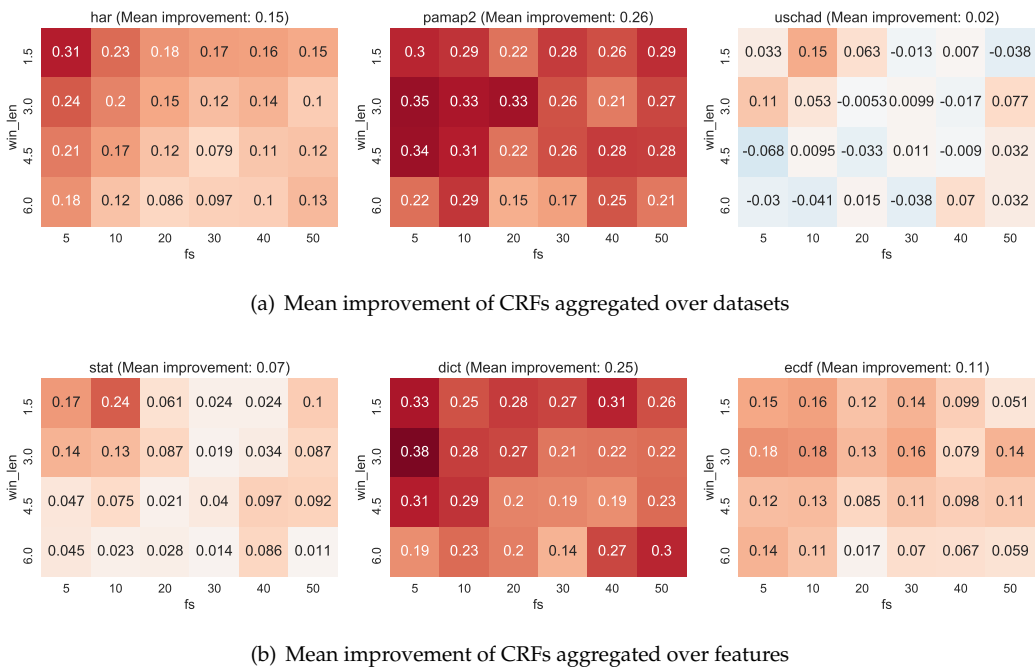 har (Mean improvement: 0.15)
pamap2 (Mean improvement: 0.26)
uschad (Mean improvement: 0.02)
win_len
1.5 0.31 0.23 0.18 0.17 0.16 0.15
3.0 0.24 0.2 0.15 0.12 0.14 0.1
4.5 0.21 0.17 0.12 0.079 0.11 0.12
6.0 0.18 0.12 0.086 0.097 0.1 0.13
5 10 20 30 40 50
fs
win_len
1.5 0.3 0.29 0.22 0.28 0.26 0.29
3.0 0.35 0.33 0.33 0.26 0.21 0.27
4.5 0.34 0.31 0.22 0.26 0.28 0.28
6.0 0.22 0.29 0.15 0.17 0.25 0.21
5 10 20 30 40 50
fs
win_len
1.5 0.033 0.15 0.063 -0.013 0.007 -0.038
3.0 0.11 0.053 -0.0053 0.0099 -0.017 0.077
4.5 -0.068 0.0095 -0.033 0.011 -0.009 0.032
6.0 -0.03 -0.041 0.015 -0.038 0.07 0.032
5 10 20 30 40 50
fs
(a) Mean improvement of CRFs aggregated over datasets
stat (Mean improvement: 0.07)
dict (Mean improvement: 0.25)
ecdf (Mean improvement: 0.11)
win_len
1.5 0.17 0.24 0.061 0.024 0.024 0.1
3.0 0.14 0.13 0.087 0.019 0.034 0.087
4.5 0.047 0.075 0.021 0.04 0.097 0.092
6.0 0.045 0.023 0.028 0.014 0.086 0.011
5 10 20 30 40 50
fs
win_len
1.5 0.33 0.25 0.28 0.27 0.31 0.26
3.0 0.38 0.28 0.27 0.21 0.22 0.22
4.5 0.31 0.29 0.2 0.19 0.19 0.23
6.0 0.19 0.23 0.2 0.14 0.27 0.3
5 10 20 30 40 50
fs
win_len
1.5 0.15 0.16 0.12 0.14 0.099 0.051
3.0 0.18 0.18 0.13 0.16 0.079 0.14
4.5 0.12 0.13 0.085 0.11 0.098 0.11
6.0 0.14 0.11 0.017 0.07 0.067 0.059
5 10 20 30 40 50
fs
(b) Mean improvement of CRFs aggregated over features